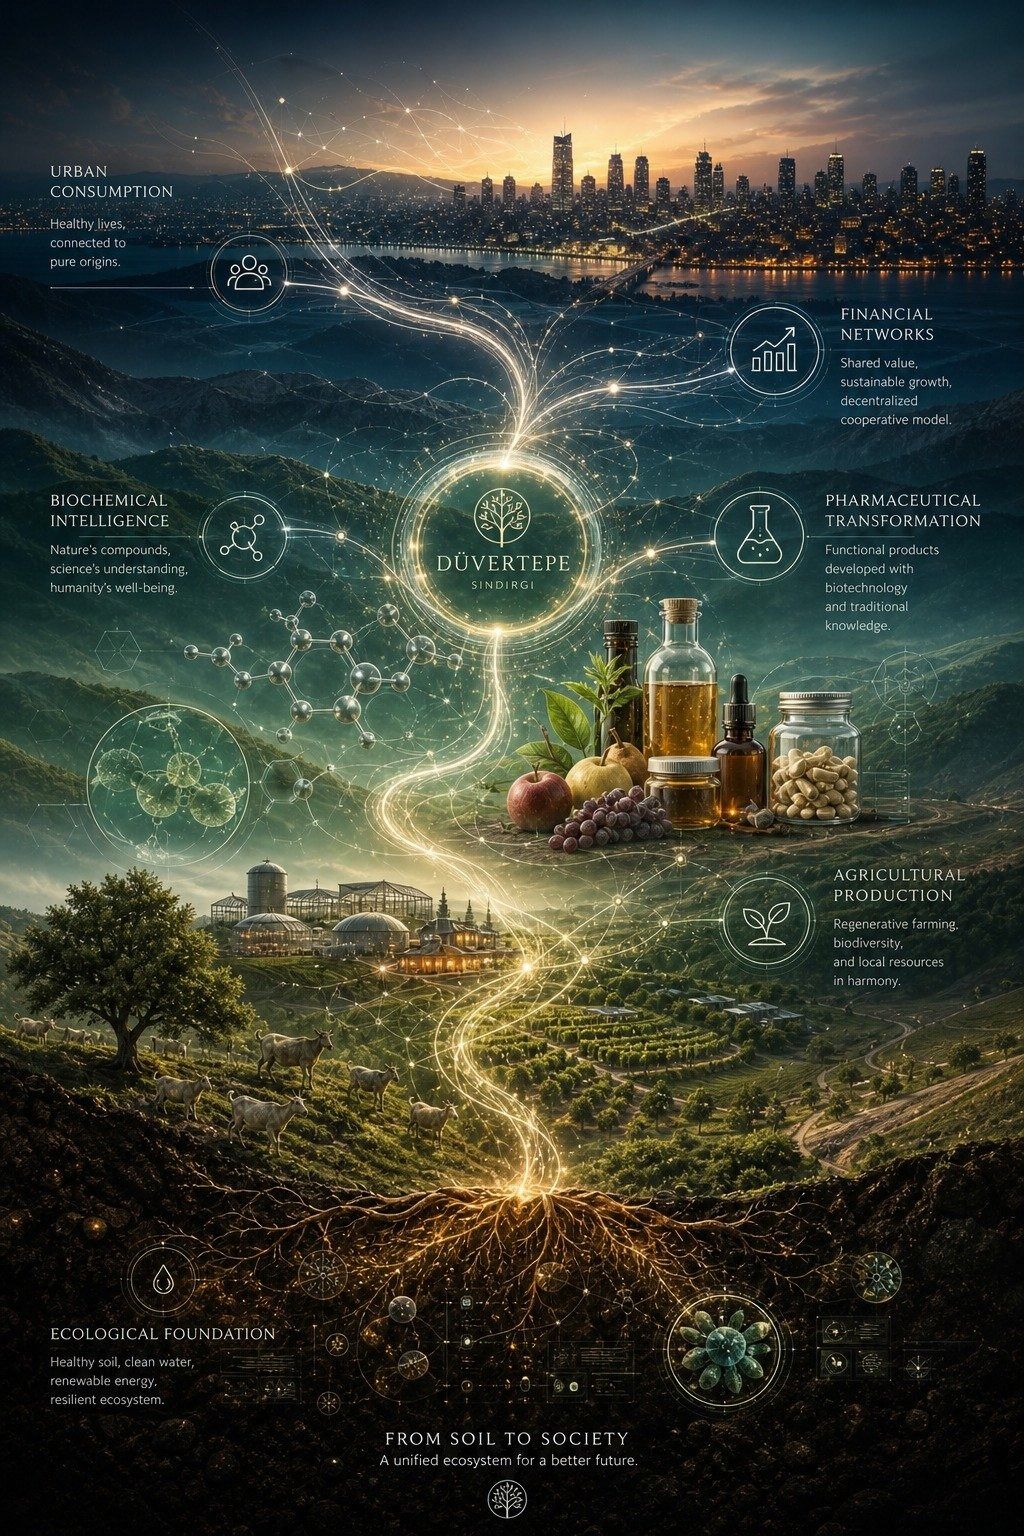 URBAN
CONSUMPTION
Healthy lives,
connected to
pure origins.
FINANCIAL
NETWORKS
Shared value,
sustainable growth,
decentralized
cooperative model.
BIOCHEMICAL
INTELLIGENCE
Nature's compounds,
science's understanding,
humanity's well-being.
DÜVERTEPE
SINDIRGI
PHARMACEUTICAL
TRANSFORMATION
Functional products
developed with
biotechnology
and traditional
knowledge.
AGRICULTURAL
PRODUCTION
Regenerative farming,
biodiversity,
and local resources
in harmony.
ECOLOGICAL FOUNDATION
Healthy soil, clean water,
renewable energy,
resilient ecosystem.
FROM SOIL TO SOCIETY
A unified ecosystem for a better future.